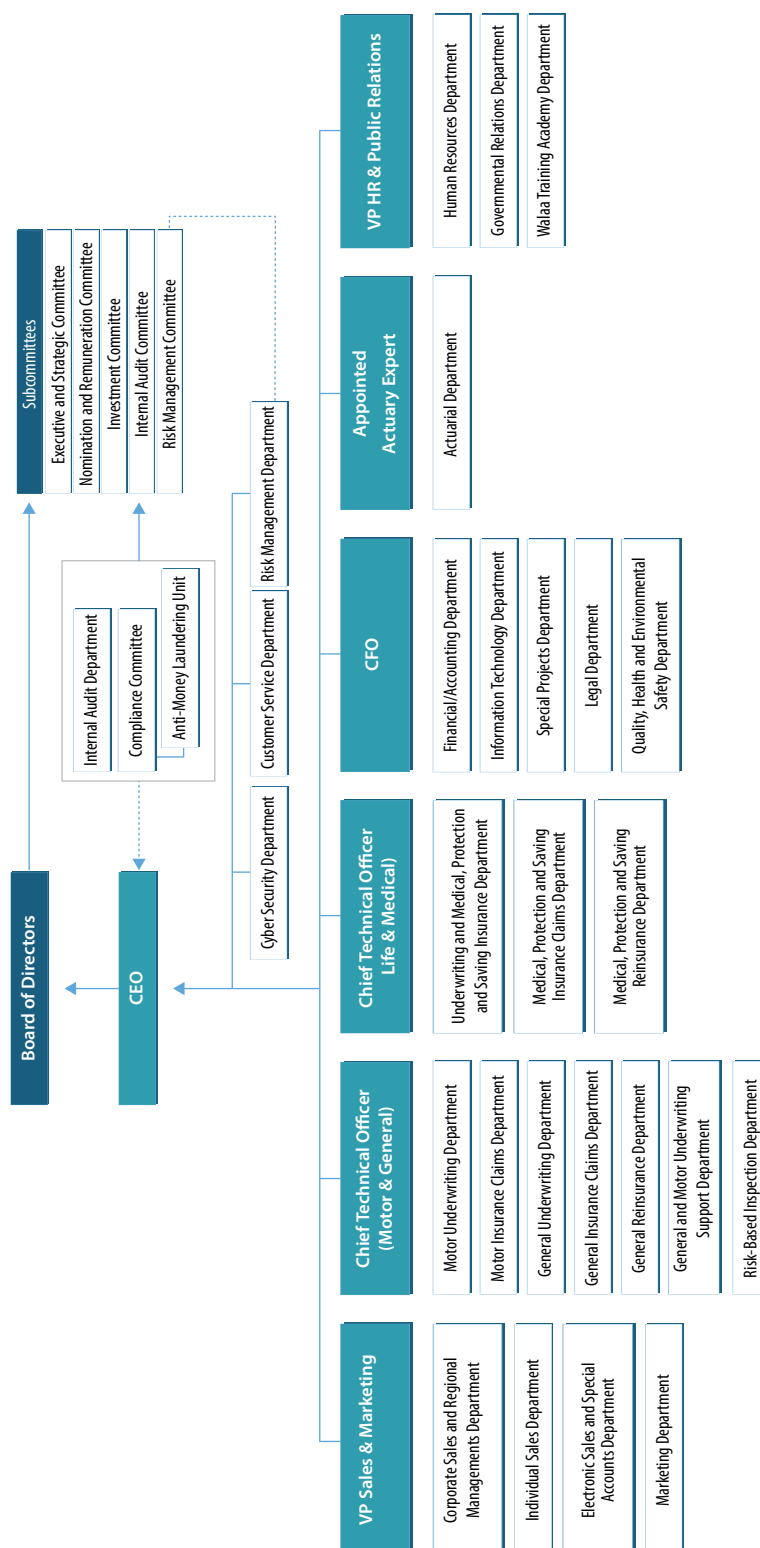 Board of Directors
CEO
Internal Audit Department
Compliance Committee
Anti-Money Laundering Unit
Subcommittees
Executive and Strategic Committee
Nomination and Remuneration Committee
Investment Committee
Internal Audit Committee
Risk Management Committee
Cyber Security Department
Customer Service Department
Risk Management Department
VP Sales & Marketing
Corporate Sales and Regional
Managements Department
Individual Sales Department
Electronic Sales and Special
Accounts Department
Marketing Department
Chief Technical Officer
(Motor & General)
Motor Underwriting Department
Motor Insurance Claims Department
General Underwriting Department
General Insurance Claims Department
General Reinsurance Department
General and Motor Underwriting
Support Department
Risk-Based Inspection Department
Chief Technical Officer
Life & Medical)
Underwriting and Medical, Protection
and Saving Insurance Department
Medical, Protection and Saving
Insurance Claims Department
Medical, Protection and Saving
Reinsurance Department
CFO
Financial/Accounting Department
Information Technology Department
Special Projects Department
Legal Department
Quality, Health and Environmental
Safety Department
Appointed
Actuary Expert
Actuarial Department
VP HR & Public Relations
Human Resources Department
Governmental Relations Department
Walaa Training Academy Department